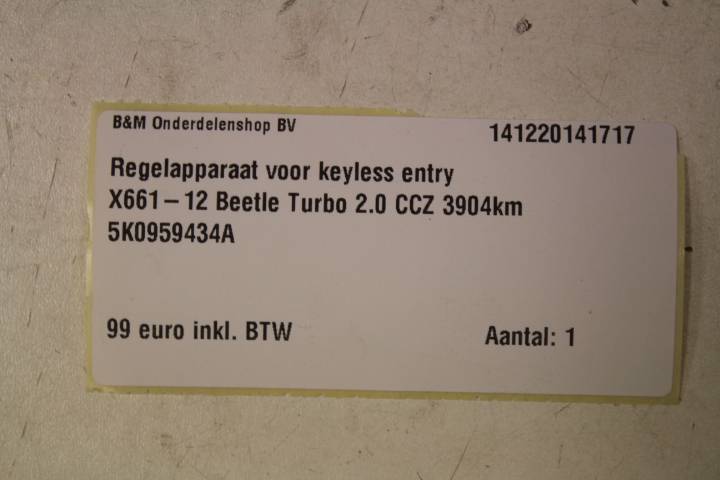 B&M Onderdelenshop BV 141220141717
Regelapparaat voor keyless entry
X661-12 Beetle Turbo 2.0 CCZ 3904km
5K0959434A
99 euro inkl. BTW Aantal: 1